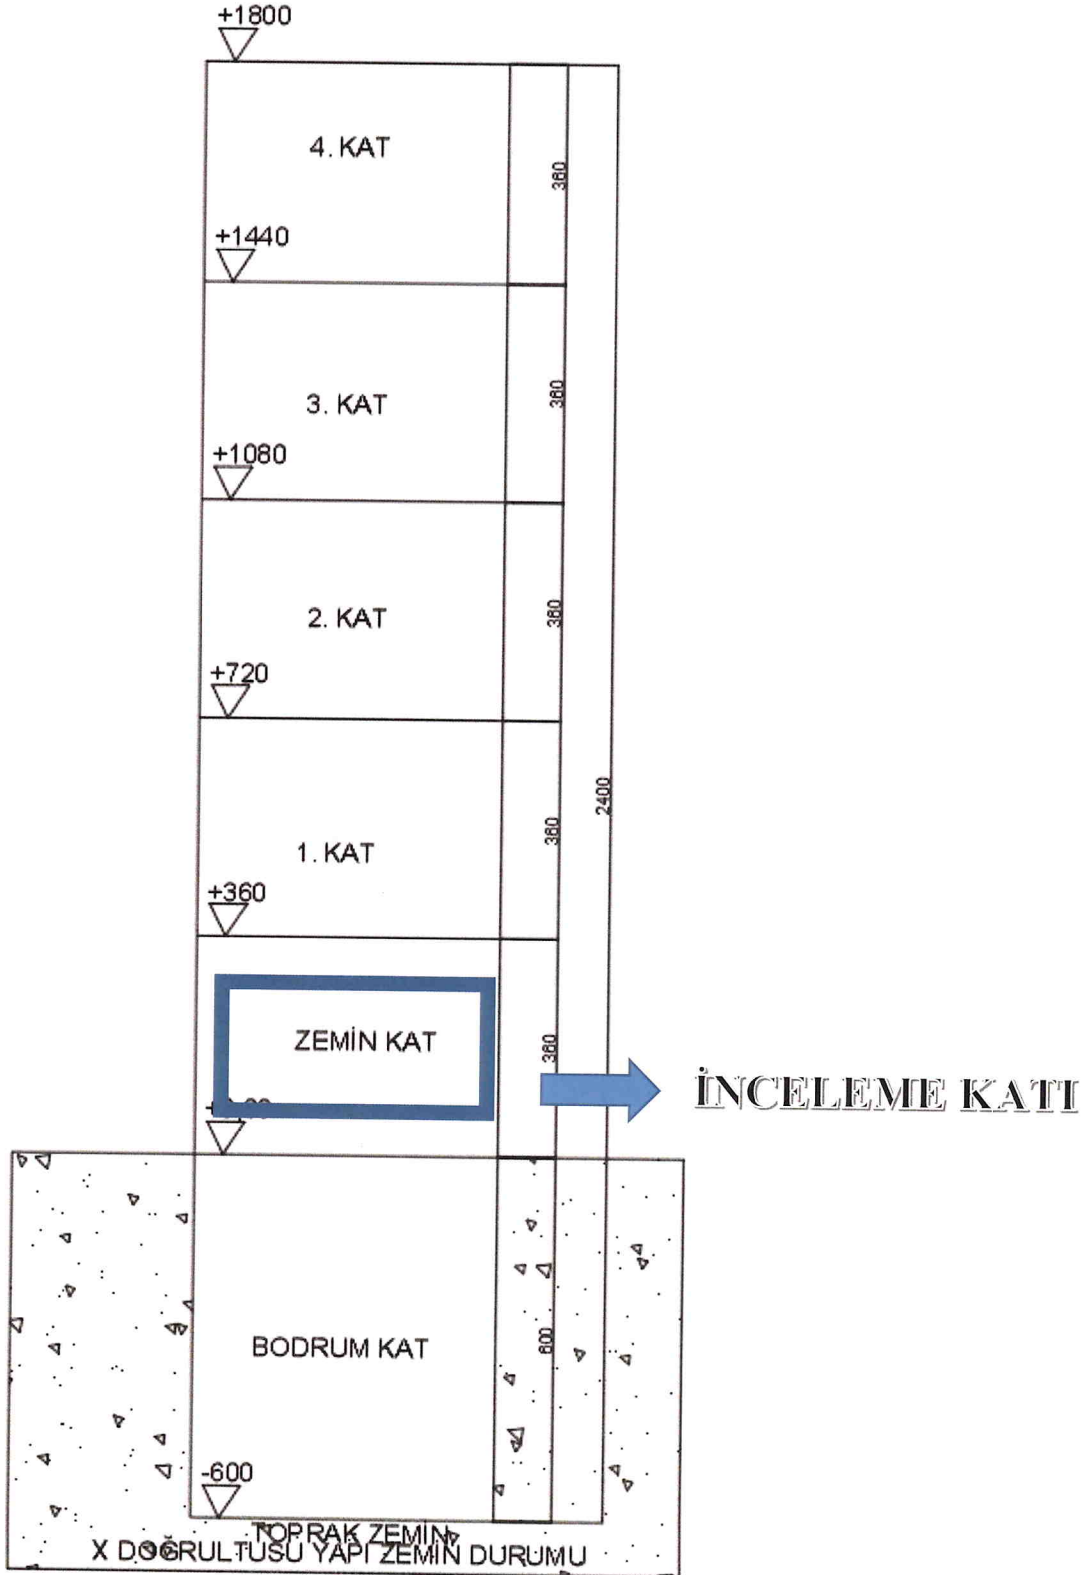 +1800
4. KAT
360
+1440
3. KAT
360
+1080
2. KAT
360
+720
2400
1. KAT
360
+360
ZEMİN KAT
360
İNCELEME KATI
BODRUM KAT
600
-600
TOPRAK ZEMİN
X DOĞRULTUSU YAPI ZEMİN DURUMU